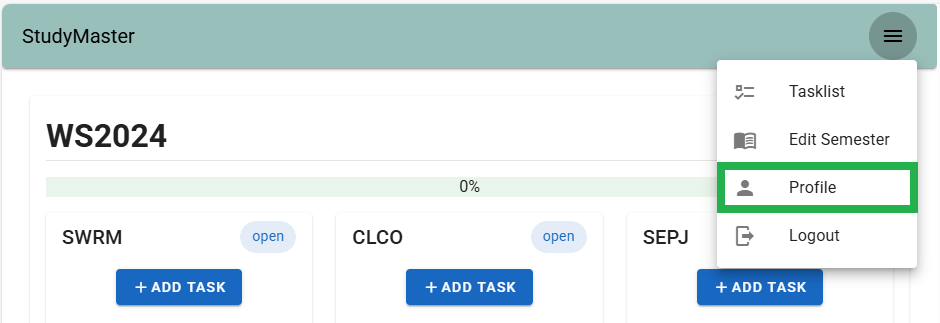 StudyMaster
Tasklist
Edit Semester
Profile
Logout
WS2024
0%
SWRM
open
CLCO
open
SEPJ
+ ADD TASK
+ ADD TASK
+ ADD TASK